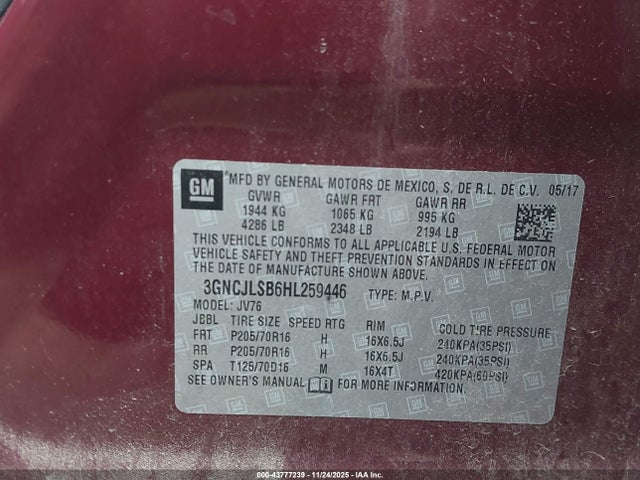 GM ® MFD BY GENERAL MOTORS DE MEXICO, S. DE R.L. DE C.V. 05/17
GVWR GAWR FRT GAWR RR
1944 KG 1065 KG 995 KG
4286 LB 2348 LB 2194 LB
THIS VEHICLE CONFORMS TO ALL APPLICABLE U.S. FEDERAL MOTOR
VEHICLE SAFETY AND THEFT PREVENTION STANDARDS IN EFFECT ON
THE DATE OF MANUFACTURE SHOWN ABOVE.
3GNCJLSB6HL259446 TYPE: M.P.V.
MODEL: JV76
JBBL TIRE SIZE SPEED RTG RIM COLD TIRE PRESSURE
FRT P205/70R16 H 16X6.5J 240KPA(35PSI)
RR P205/70R16 H 16X6.5J 240KPA(35PSI)
SPA T125/70D16 M 16X4T 420KPA(60PSI)
SEE OWNER'S MANUAL FOR MORE INFORMATION.
000-43777239 - 11/24/2025 - IAA, Inc.